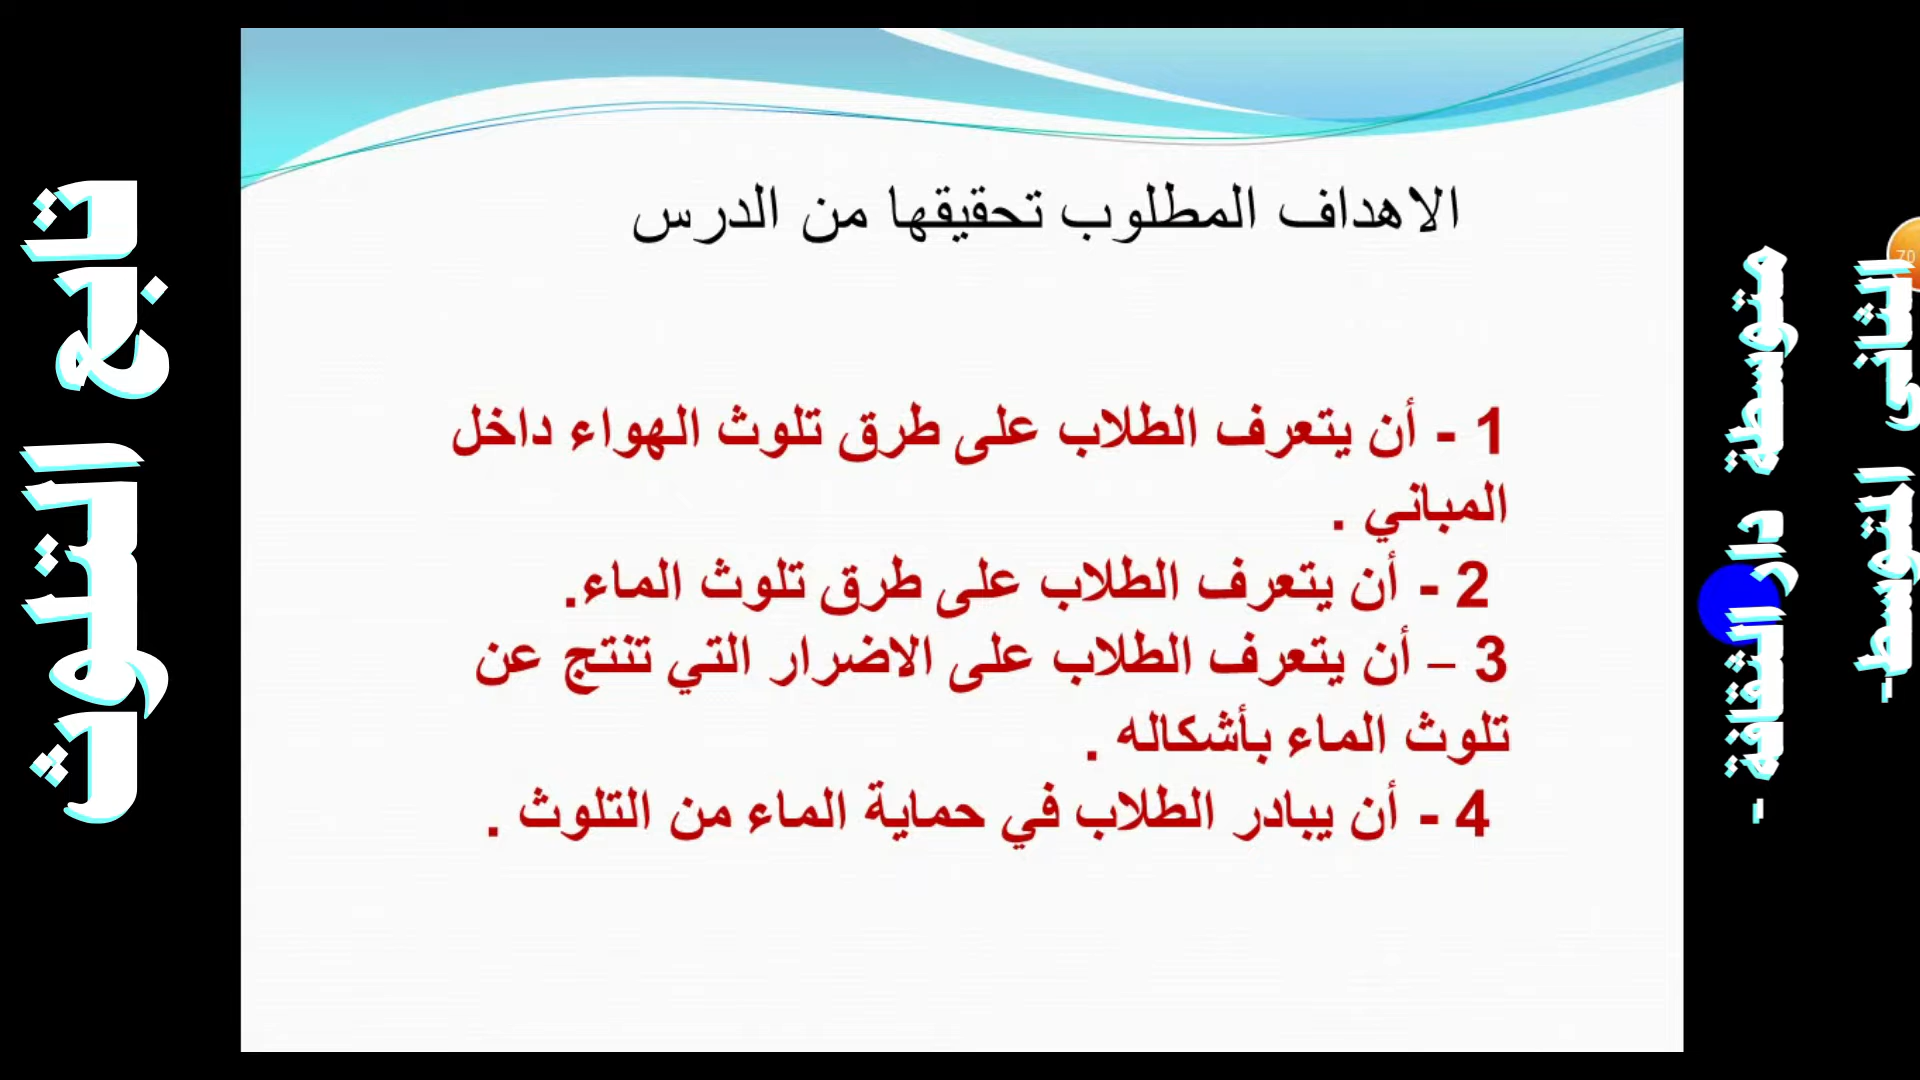 الاهداف المطلوب تحقيقها من الدرس
1 - أن يتعرف الطلاب على طرق تلوث الهواء داخل
المباني .
2 - أن يتعرف الطلاب على طرق تلوث الماء.
3 – أن يتعرف الطلاب على الاضرار التي تنتج عن
تلوث الماء بأشكاله .
4 - أن يبادر الطلاب في حماية الماء من التلوث .
تابع التلوث
متوسطة دار الثقافة -
الثانى المتوسط-
70